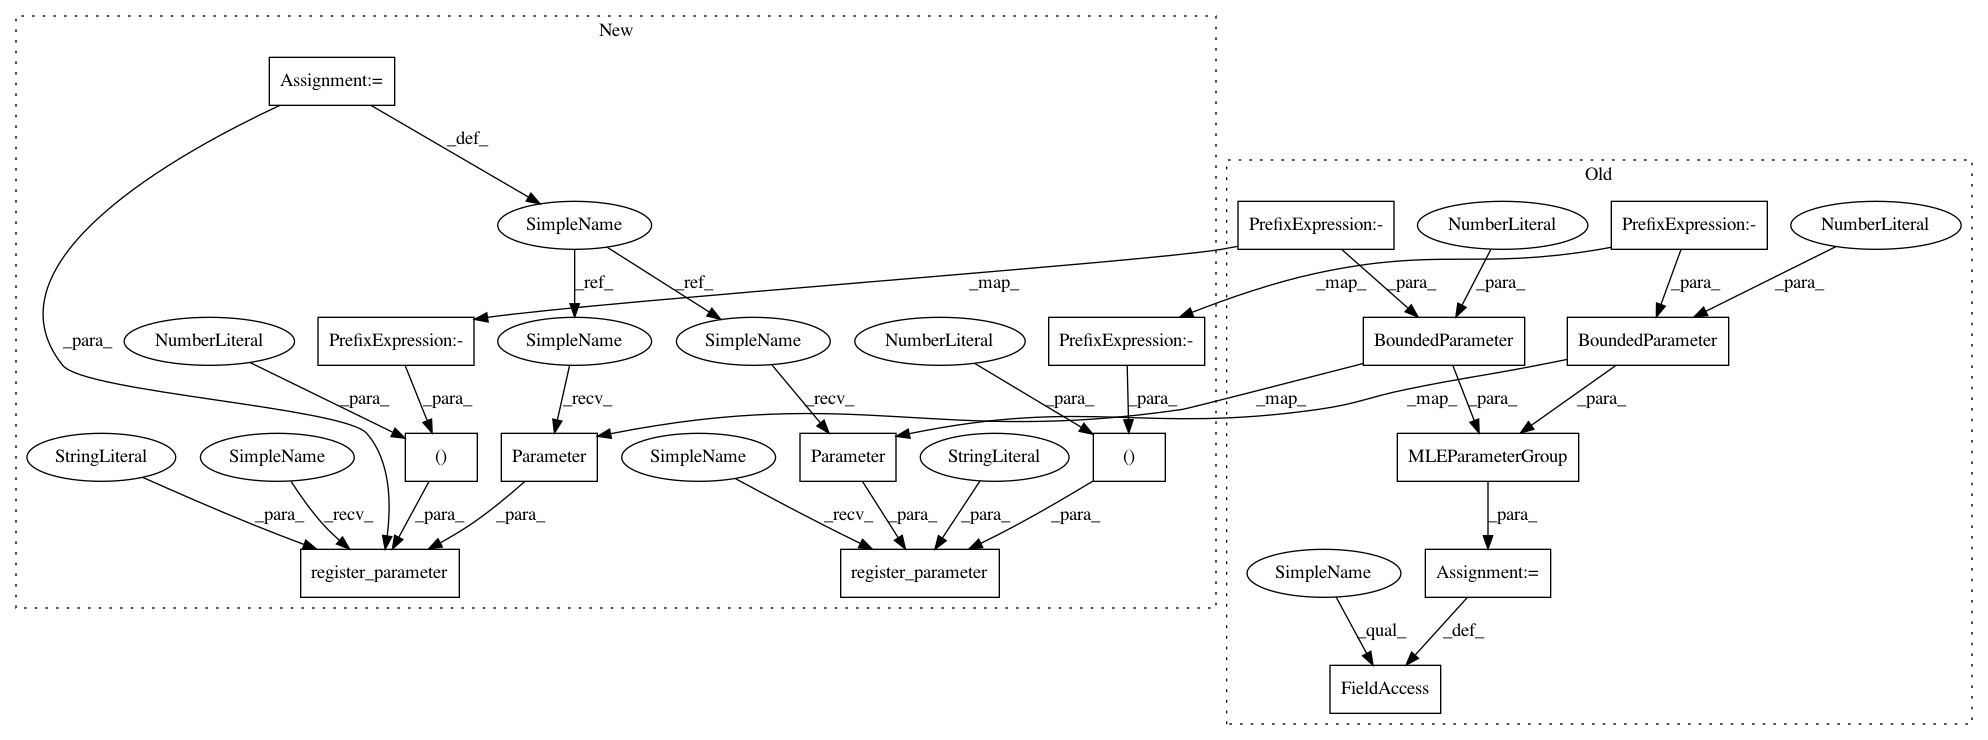 New
Assignment:=
_def_
Old
SimpleName
PrefixExpression:-
NumberLiteral
PrefixExpression:-
NumberLiteral
_ref_
_ref_
_map_
_map_
_para_
_para_
_para_
_para_
_para_
NumberLiteral
PrefixExpression:-
SimpleName
SimpleName
NumberLiteral
PrefixExpression:-
BoundedParameter
BoundedParameter
_para_
_para_
_recv_
_recv_
_para_
_para_
_map_
_map_
_para_
_para_
StringLiteral
SimpleName
()
Parameter
SimpleName
Parameter
StringLiteral
()
MLEParameterGroup
_para_
_recv_
_para_
_para_
_recv_
_para_
_para_
_para_
_para_
register_parameter
register_parameter
SimpleName
Assignment:=
_qual_
_def_
FieldAccess